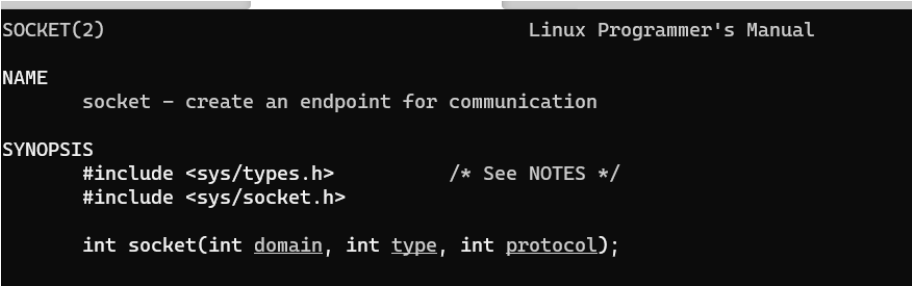 SOCKET(2) Linux Programmer's Manual
NAME
socket – create an endpoint for communication
SYNOPSIS
#include <sys/types.h> /* See NOTES */
#include <sys/socket.h>
int socket(int domain, int type, int protocol);